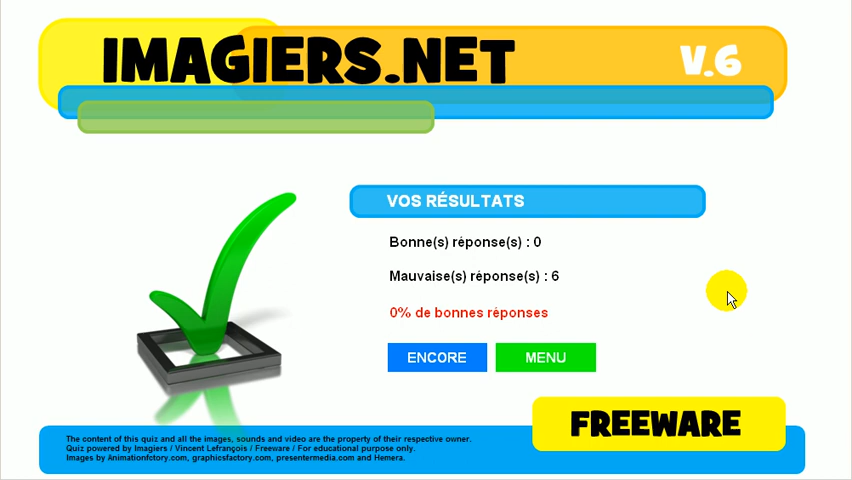 IMAGIERS.NET
V.6
VOS RÉSULTATS
Bonne(s) réponse(s) : 0
Mauvaise(s) réponse(s) : 6
0% de bonnes réponses
ENCORE
MENU
FREEWARE
The content of this quiz and all the images, sounds and video are the property of their respective owner.
Quiz powered by Imagiers / Vincent Lefrançois / Freeware / For educational purpose only.
Images by Animationfctory.com, graphicsfactory.com, presentermedia.com and Hemera.